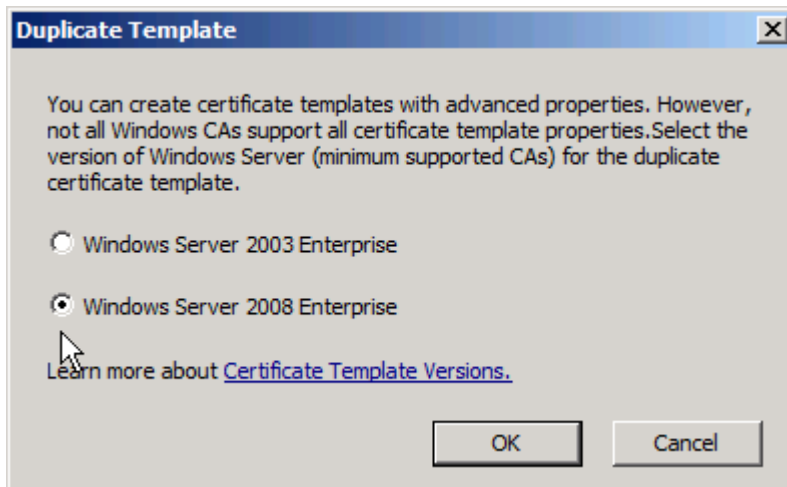 Duplicate Template
You can create certificate templates with advanced properties. However,
not all Windows CAs support all certificate template properties.Select the
version of Windows Server (minimum supported CAs) for the duplicate
certificate template.
Windows Server 2003 Enterprise
Windows Server 2008 Enterprise
Learn more about Certificate Template Versions.
OK Cancel